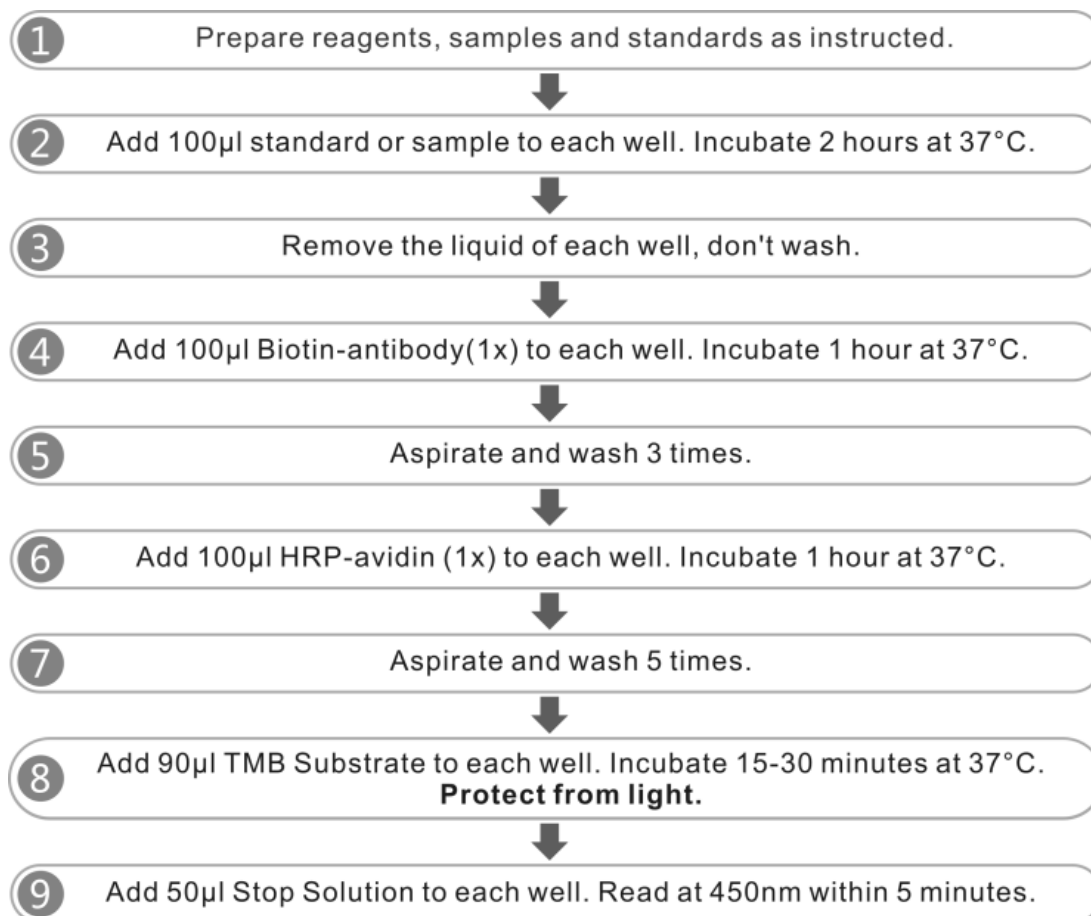 1 Prepare reagents, samples and standards as instructed.
2 Add 100µl standard or sample to each well. Incubate 2 hours at 37°C.
3 Remove the liquid of each well, don't wash.
4 Add 100µl Biotin-antibody(1x) to each well. Incubate 1 hour at 37°C.
5 Aspirate and wash 3 times.
6 Add 100µl HRP-avidin (1x) to each well. Incubate 1 hour at 37°C.
7 Aspirate and wash 5 times.
8 Add 90µl TMB Substrate to each well. Incubate 15-30 minutes at 37°C.
Protect from light.
9 Add 50µl Stop Solution to each well. Read at 450nm within 5 minutes.